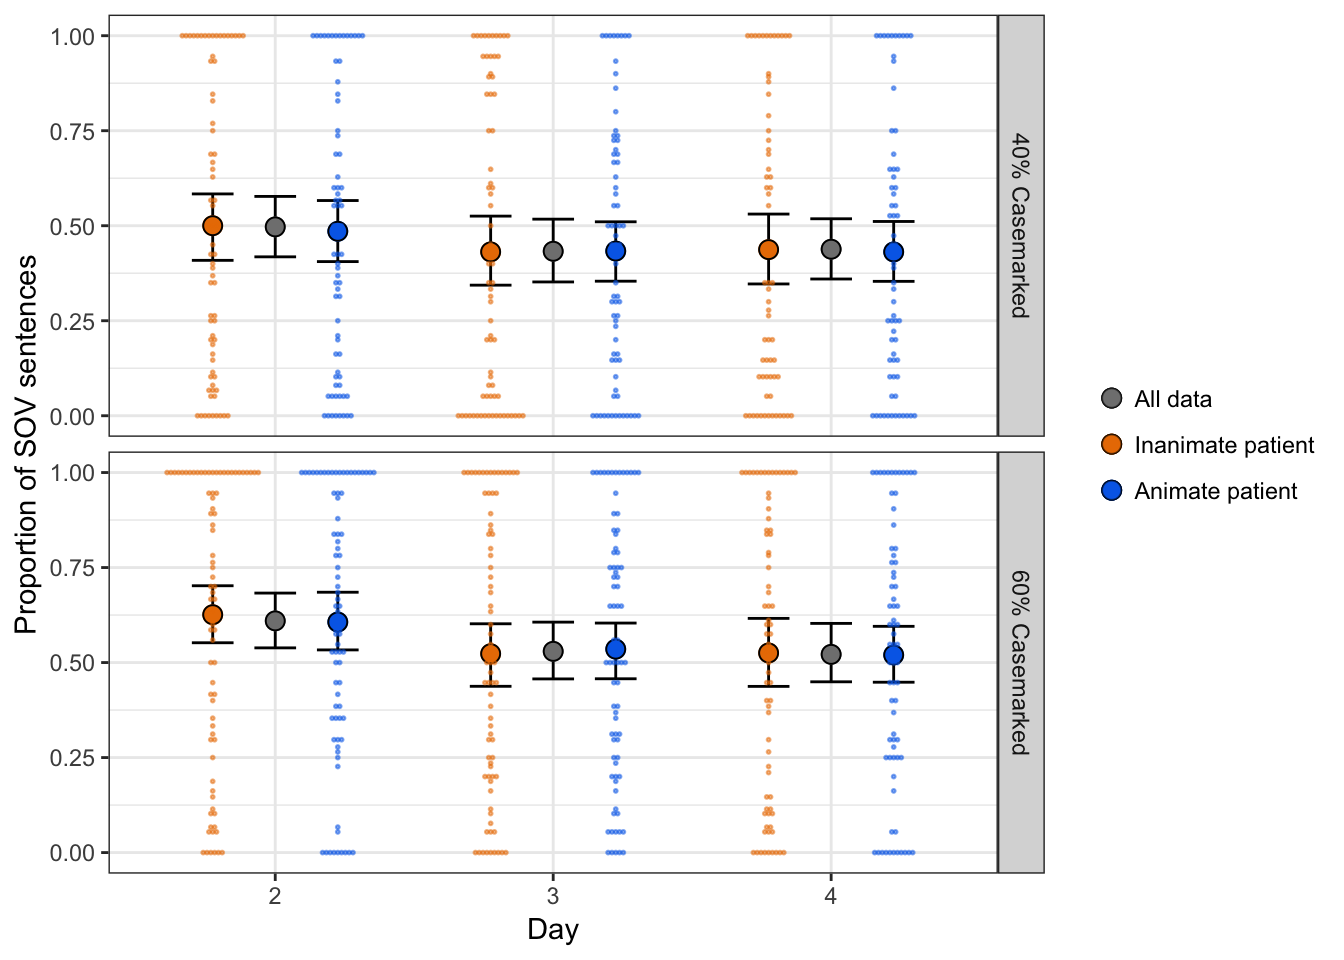 1.00
0.75
0.50
0.25
0.00
40% Casemarked
1.00
0.75
0.50
0.25
0.00
60% Casemarked
Proportion of SOV sentences
2 3 4
Day
All data
Inanimate patient
Animate patient